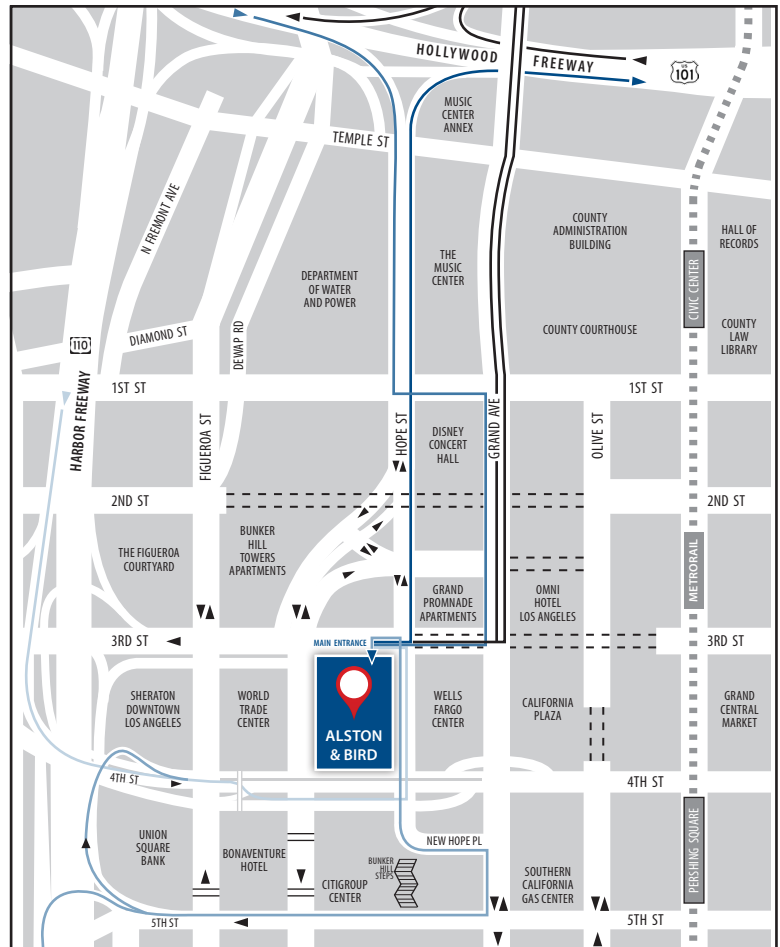 HOLLYWOOD FREEWAY
US
101
MUSIC
CENTER
ANNEX
TEMPLE ST
N FREMONT AVE
COUNTY
ADMINISTRATION
BUILDING
HALL OF
RECORDS
THE
MUSIC
CENTER
DEPARTMENT
OF WATER
AND POWER
CIVIC CENTER
DIAMOND ST
DEWAP RD
COUNTY COURTHOUSE
COUNTY
LAW
LIBRARY
110
HARBOR FREEWAY
1ST ST
1ST ST
FIGUEROA ST
HOPE ST
DISNEY
CONCERT
HALL
GRAND AVE
OLIVE ST
2ND ST
2ND ST
THE FIGUEROA
COURTYARD
BUNKER
HILL
TOWERS
APARTMENTS
METRORAIL
GRAND
PROMNADE
APARTMENTS
OMNI
HOTEL
LOS ANGELES
3RD ST
MAIN ENTRANCE
3RD ST
SHERATON
DOWNTOWN
LOS ANGELES
WORLD
TRADE
CENTER
ALSTON
& BIRD
WELLS
FARGO
CENTER
CALIFORNIA
PLAZA
GRAND
CENTRAL
MARKET
4TH ST
4TH ST
UNION
SQUARE
BANK
BONAVENTURE
HOTEL
NEW HOPE PL
BUNKER
HILL
STEPS
CITIGROUP
CENTER
SOUTHERN
CALIFORNIA
GAS CENTER
PERSHING SQUARE
5TH ST
5TH ST